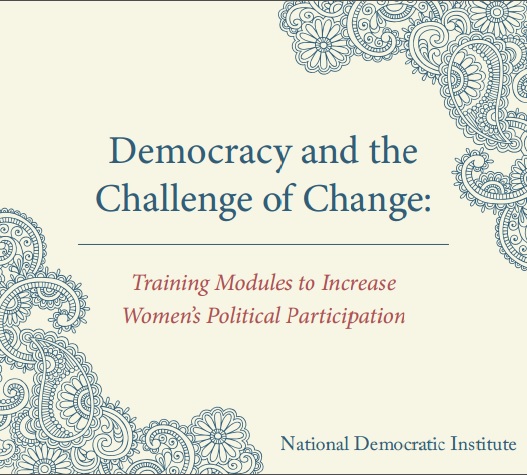 Democracy and the
Challenge of Change:
Training Modules to Increase
Women's Political Participation
National Democratic Institute